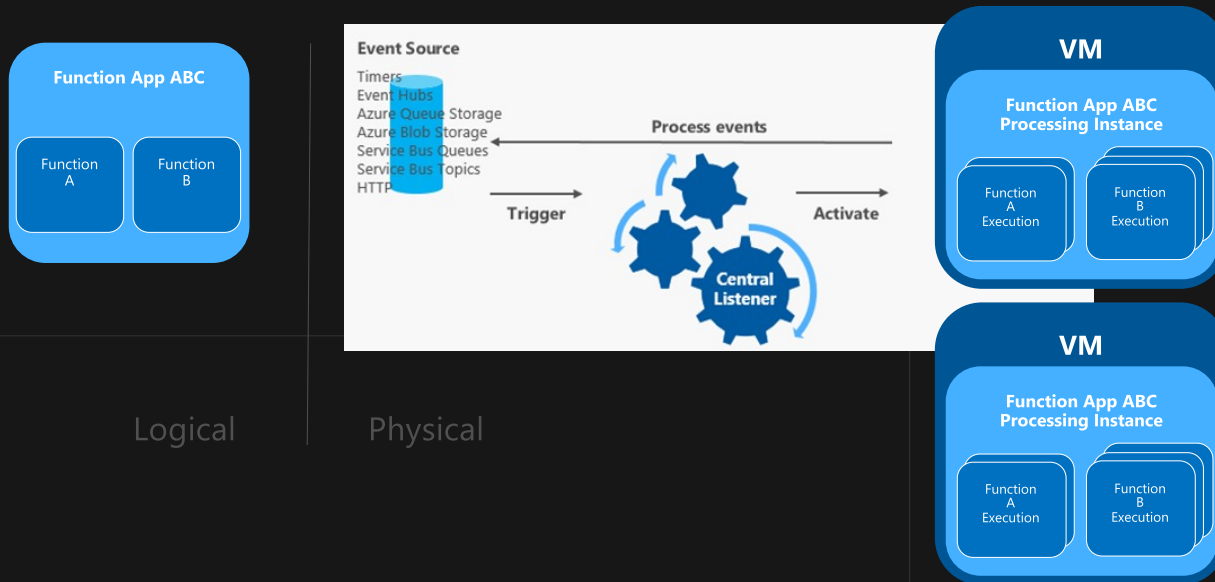 Function App ABC
Function
A
Function
B
Event Source
Timers
Event Hubs
Azure Queue Storage
Azure Blob Storage
Service Bus Queues
Service Bus Topics
HTTP
Process events
Trigger
Activate
Central
Listener
VM
Function App ABC
Processing Instance
Function
A
Execution
Function
B
Execution
VM
Function App ABC
Processing Instance
Function
A
Execution
Function
B
Execution
Logical
Physical